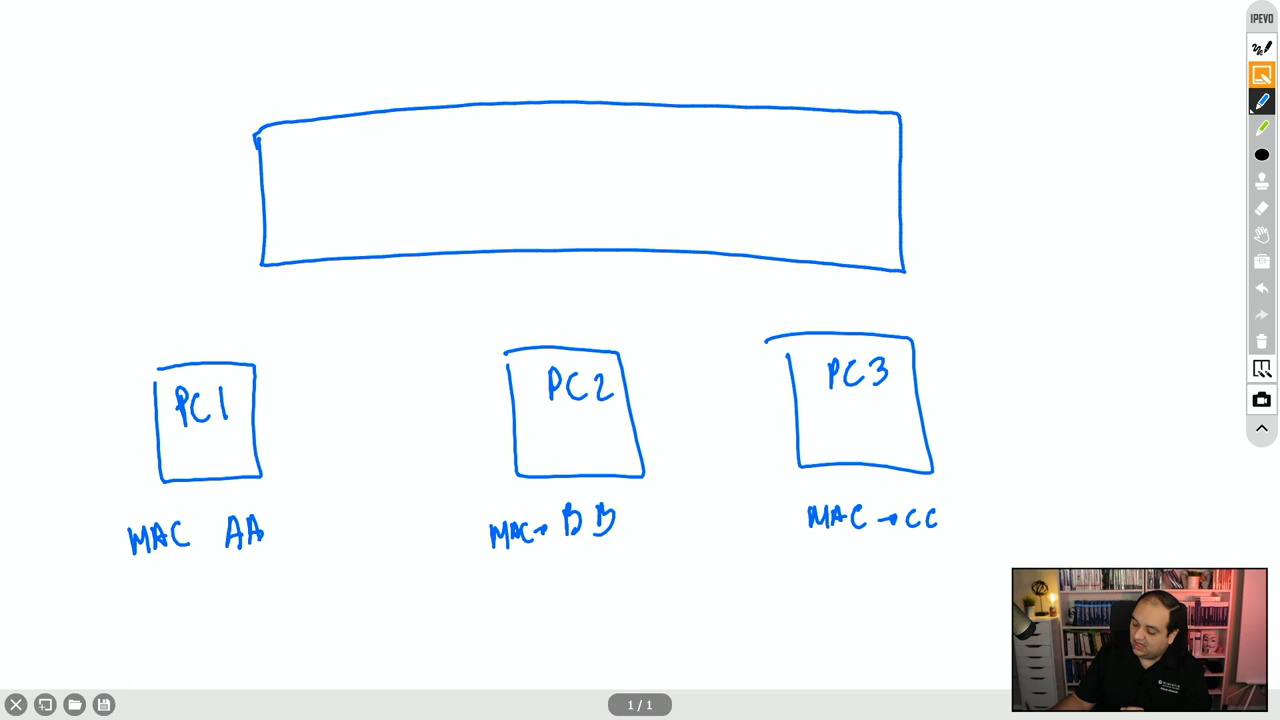 IPEVO
PC1
PC2
PC3
MAC AA
MAC→ BB
MAC→CC
1 / 1